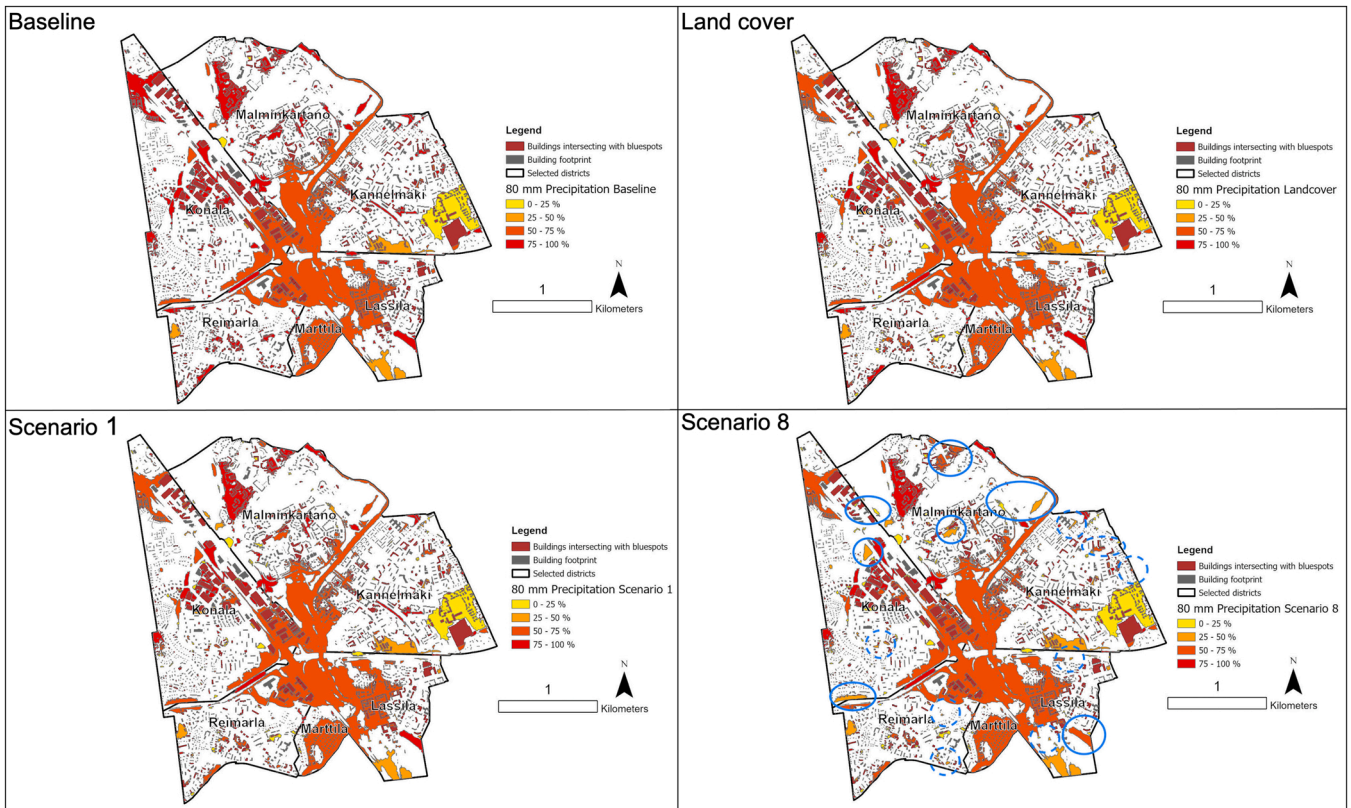 Baseline
Malminkartano
Kannelmäki
Konala
Lassila
Reimarla
Marttila
Legend
Buildings intersecting with bluespots
Building footprint
Selected districts
80 mm Precipitation Baseline
0 - 25 %
25 - 50 %
50 - 75 %
75 - 100 %
N
1
Kilometers
Land cover
Malminkartano
Kannelmäki
Konala
Lassila
Reimarla
Marttila
Legend
Buildings intersecting with bluespots
Building footprint
Selected districts
80 mm Precipitation Landcover
0 - 25 %
25 - 50 %
50 - 75 %
75 - 100 %
N
1
Kilometers
Scenario 1
Malminkartano
Kannelmäki
Konala
Lassila
Reimarla
Marttila
Legend
Buildings intersecting with bluespots
Building footprint
Selected districts
80 mm Precipitation Scenario 1
0 - 25 %
25 - 50 %
50 - 75 %
75 - 100 %
N
1
Kilometers
Scenario 8
Malminkartano
Kannelmäki
Konala
Lassila
Reimarla
Marttila
Legend
Buildings intersecting with bluespots
Building footprint
Selected districts
80 mm Precipitation Scenario 8
0 - 25 %
25 - 50 %
50 - 75 %
75 - 100 %
N
1
Kilometers